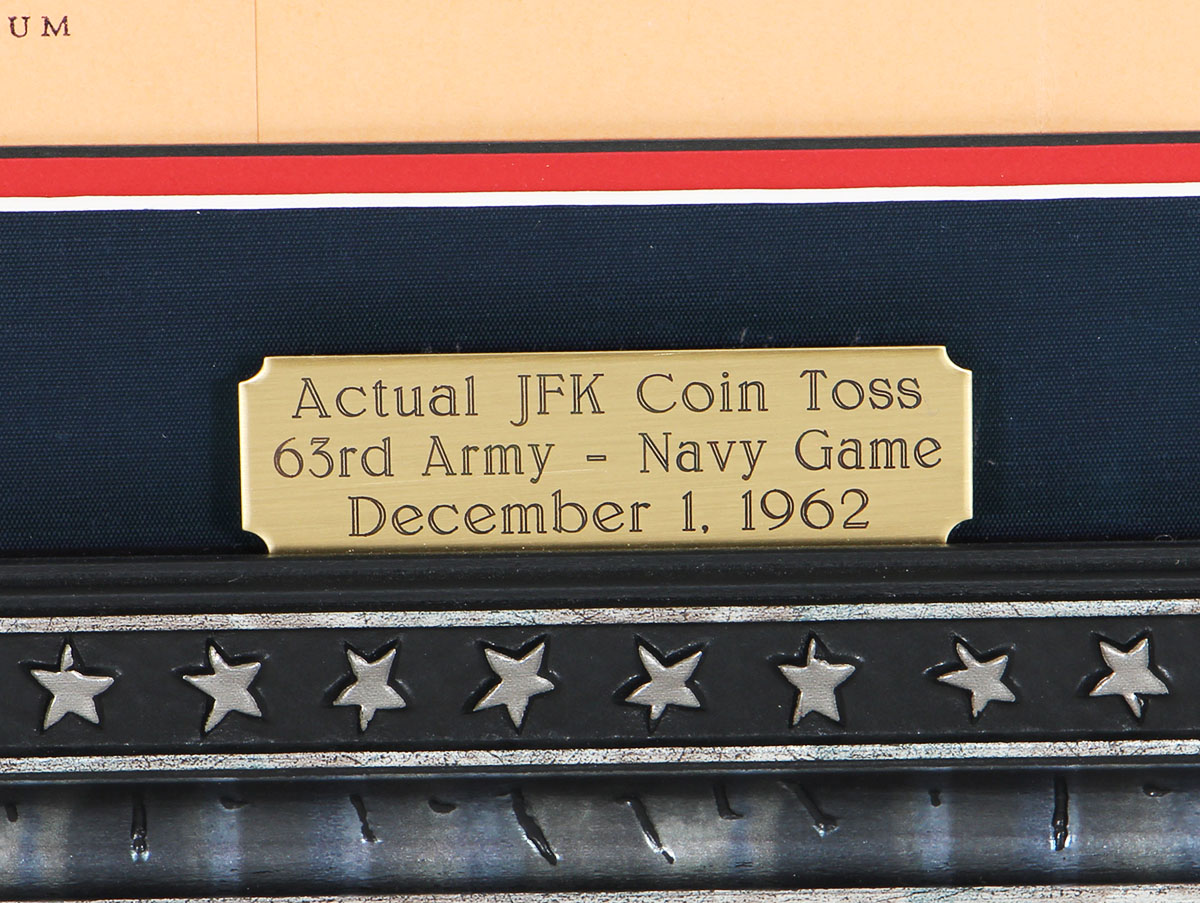 UM
Actual JFK Coin Toss
63rd Army - Navy Game
December 1, 1962